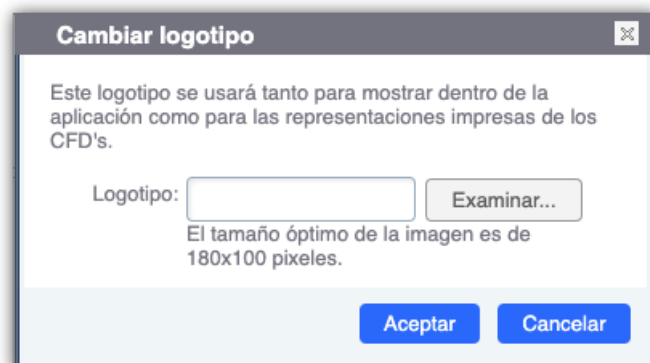 Cambiar logotipo
Este logotipo se usará tanto para mostrar dentro de la
aplicación como para las representaciones impresas de los
CFD's.
Logotipo: Examinar...
El tamaño óptimo de la imagen es de
180x100 pixeles.
Aceptar Cancelar